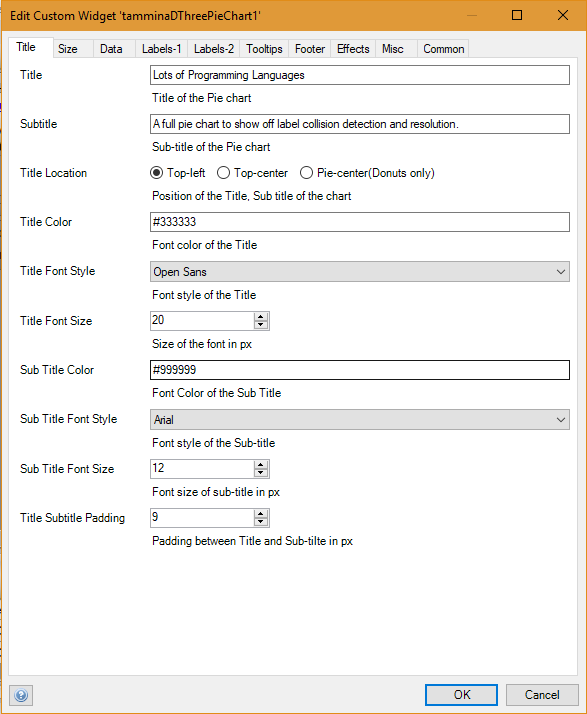 Edit Custom Widget 'tamminaDThreePieChart1'
Title Size Data Labels-1 Labels-2 Tooltips Footer Effects Misc Common
Title Lots of Programming Languages
Title of the Pie chart
Subtitle A full pie chart to show off label collision detection and resolution.
Sub-title of the Pie chart
Title Location Top-left Top-center Pie-center(Donuts only)
Position of the Title, Sub title of the chart
Title Color #333333
Font color of the Title
Title Font Style Open Sans
Font style of the Title
Title Font Size 20
Size of the font in px
Sub Title Color #999999
Font Color of the Sub Title
Sub Title Font Style Arial
Font style of the Sub-title
Sub Title Font Size 12
Font size of sub-title in px
Title Subtitle Padding 9
Padding between Title and Sub-tilte in px
? OK Cancel